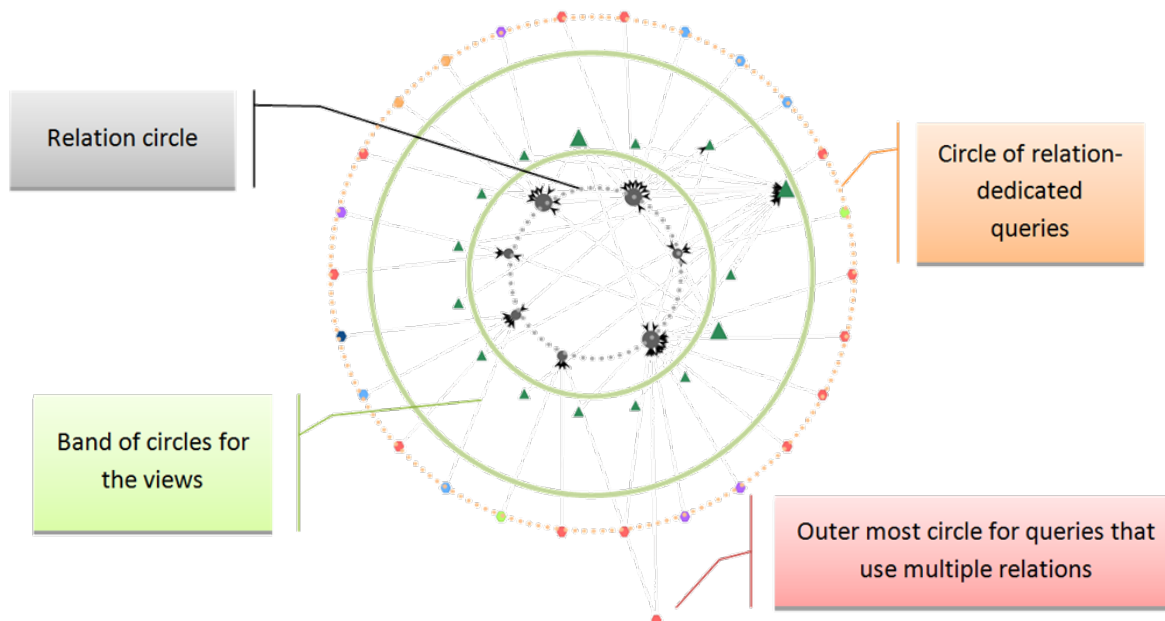 Relation circle
Circle of relation-
dedicated
queries
Band of circles for
the views
Outer most circle for queries that
use multiple relations